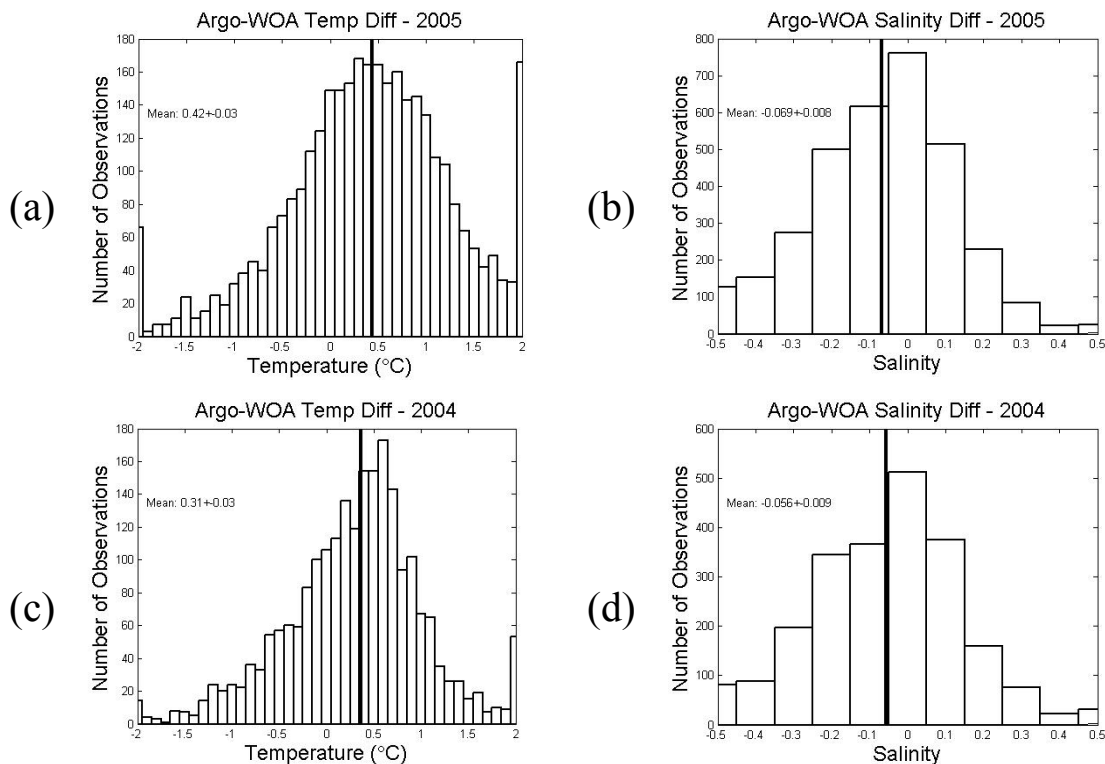 Argo-WOA Temp Diff - 2005
(a)
Number of Observations
180
160
140
120
100
80
60
40
20
0
Mean: 0.42+-0.03
-2 -1.5 -1 -0.5 0 0.5 1 1.5 2
Temperature (°C)
Argo-WOA Salinity Diff - 2005
(b)
Number of Observations
800
700
600
500
400
300
200
100
0
Mean: -0.069+-0.008
-0.5 -0.4 -0.3 -0.2 -0.1 0 0.1 0.2 0.3 0.4 0.5
Salinity
Argo-WOA Temp Diff - 2004
(c)
Number of Observations
180
160
140
120
100
80
60
40
20
0
Mean: 0.31+-0.03
-2 -1.5 -1 -0.5 0 0.5 1 1.5 2
Temperature (°C)
Argo-WOA Salinity Diff - 2004
(d)
Number of Observations
600
500
400
300
200
100
0
Mean: -0.056+-0.009
-0.5 -0.4 -0.3 -0.2 -0.1 0 0.1 0.2 0.3 0.4 0.5
Salinity